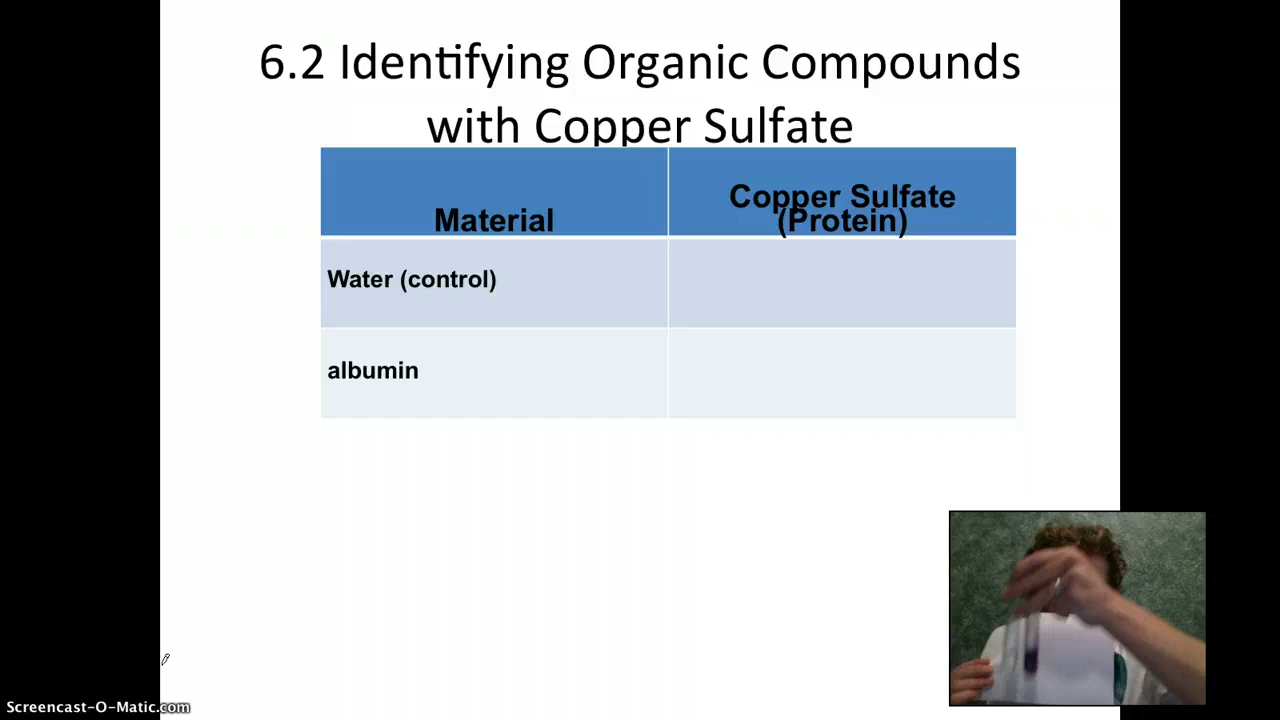 6.2 Identifying Organic Compounds
with Copper Sulfate
Material
Copper Sulfate
(Protein)
Water (control)
albumin
Screencast-O-Matic.com